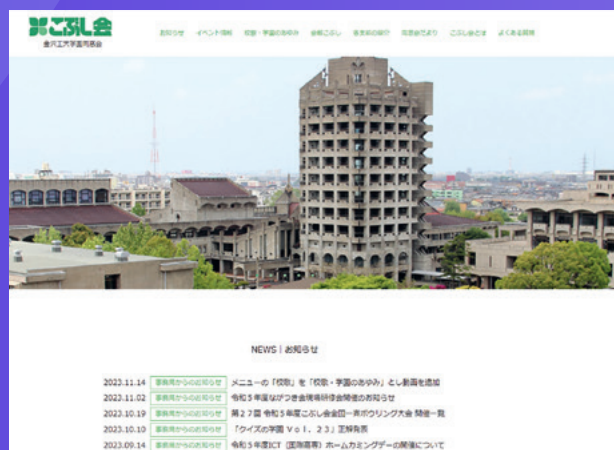 こぶし会
金沢工大学園同窓会
お知らせ イベント情報 校歌・学園のあゆみ 会報こぶし 各支部の紹介 同窓会だより こぶし会とは よくある質問
NEWS | お知らせ
2023.11.14 事務局からのお知らせ メニューの「校歌」を「校歌・学園のあゆみ」とし動画を追加
2023.11.02 事務局からのお知らせ 令和5年度ながつき会現場研修会開催のお知らせ
2023.10.19 事務局からのお知らせ 第27回 令和5年度こぶし会全国一斉ボウリング大会 開催一覧
2023.10.10 事務局からのお知らせ 「クイズの学園 Vol.23」正解発表
2023.09.14 事務局からのお知らせ 令和5年度ICT(国際高専)ホームカミングデーの開催について